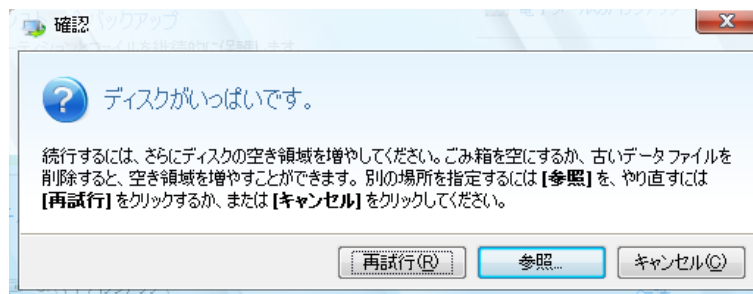 確認
ディスクがいっぱいです。
続行するには、さらにディスクの空き領域を増やしてください。ごみ箱を空にするか、古いデータ ファイルを
削除すると、空き領域を増やすことができます。別の場所を指定するには [参照] を、やり直すには
[再試行] をクリックするか、または [キャンセル] をクリックしてください。
再試行(R)
参照...
キャンセル(C)